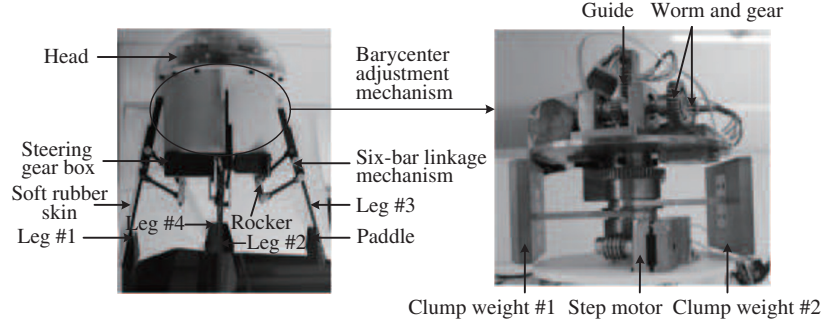 Guide
Worm and gear
Head
Barycenter
adjustment
mechanism
Steering
gear box
Six-bar linkage
mechanism
Soft rubber
skin
Leg #3
Leg #4
Rocker
Leg #1
Leg #2
Paddle
Clump weight #1
Step motor
Clump weight #2